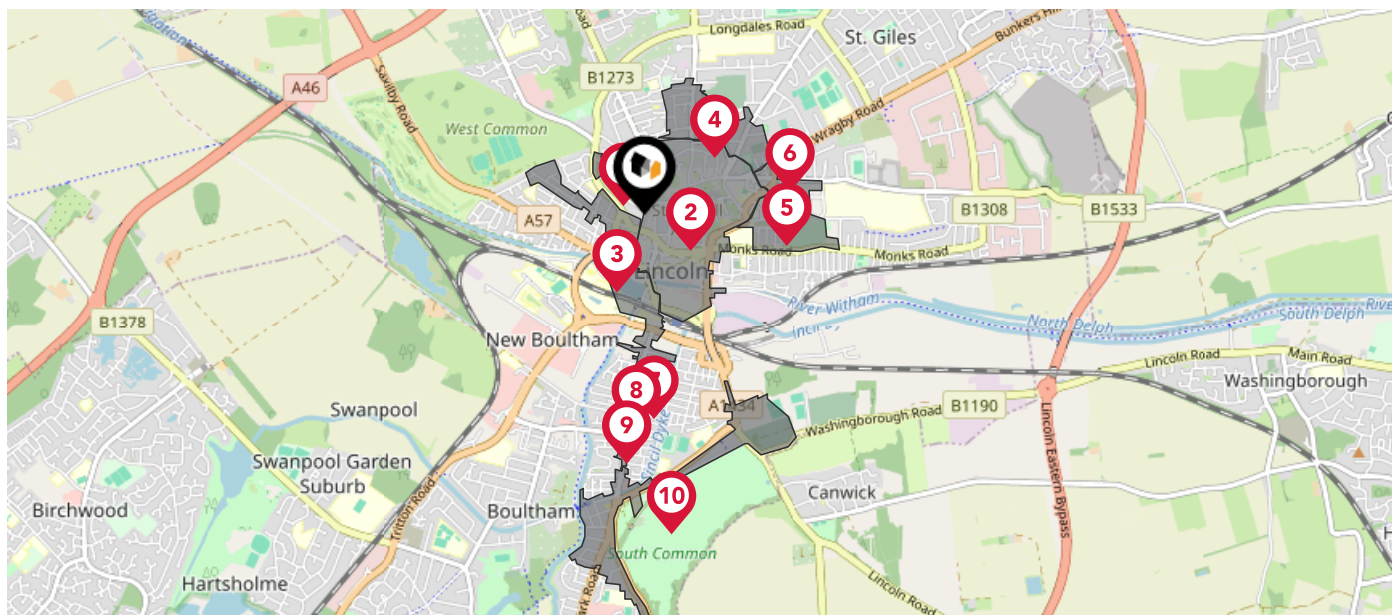 Longdales Road
St. Giles
Bunkers Hi
B1273
A46
Saxilby Road
West Common
4
Wragby Road
6
2
5
A57
B1308
B1533
3
Monks Road
Monks Road
Lincoln
River Witham
North Delph
South Delph
B1378
New Boultham
Lincoln Road
Main Road
Washingborough
8
Swanpool
B1190
9
Washingborough Road
Swanpool Garden
Suburb
10
Canwick
Birchwood
Boultham
Tritton Road
Lincoln Eastern Bypass
South Common
Hartsholme
Lincoln Road